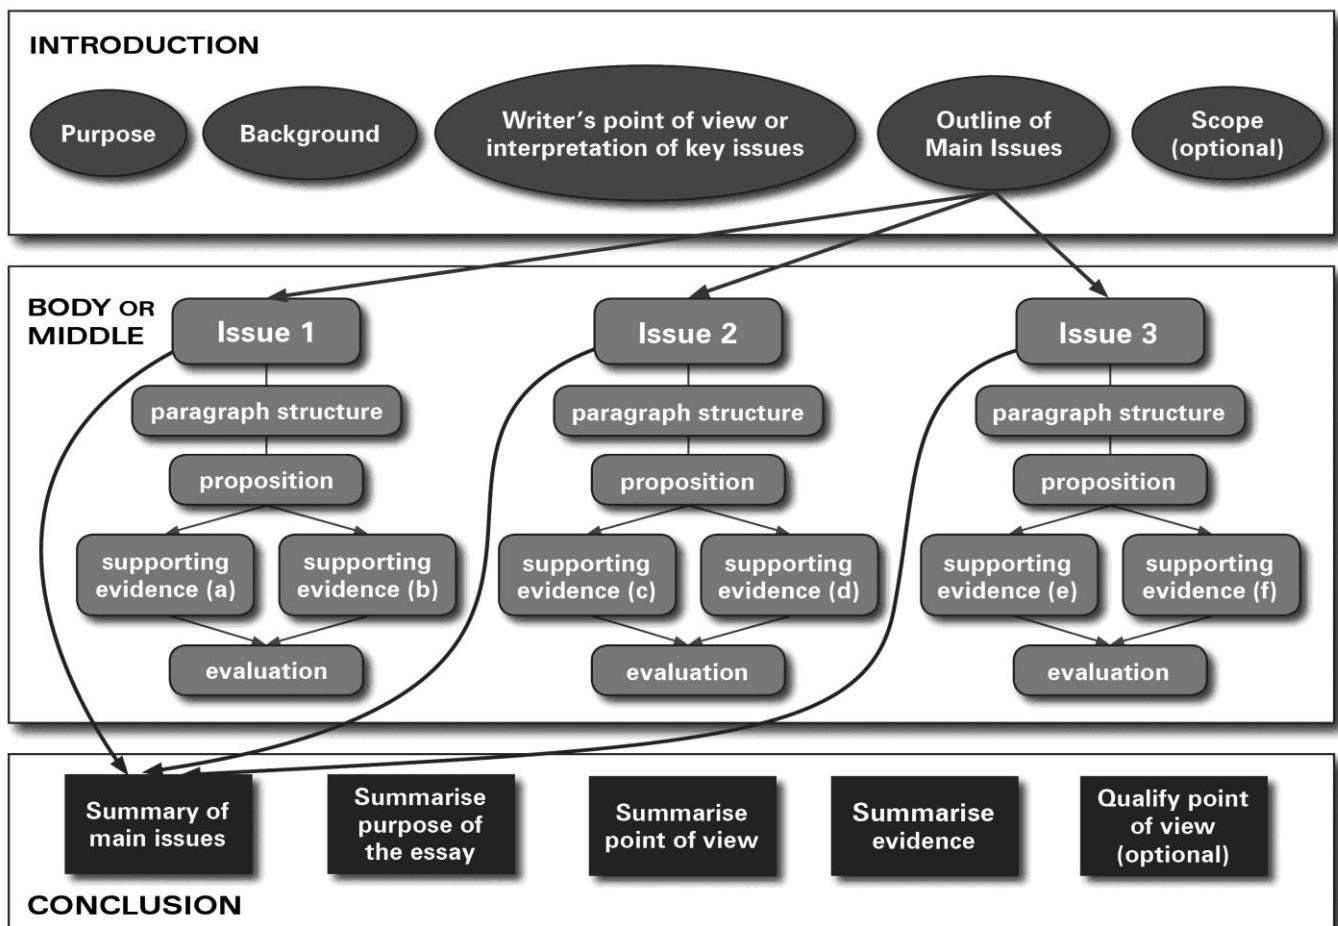 INTRODUCTION
Purpose
Background
Writer's point of view or
interpretation of key issues
Outline of
Main Issues
Scope
(optional)
BODY OR
MIDDLE
Issue 1
paragraph structure
proposition
supporting
evidence (a)
supporting
evidence (b)
evaluation
Issue 2
paragraph structure
proposition
supporting
evidence (c)
supporting
evidence (d)
evaluation
Issue 3
paragraph structure
proposition
supporting
evidence (e)
supporting
evidence (f)
evaluation
Summary of
main issues
Summarise
purpose of
the essay
Summarise
point of view
Summarise
evidence
Qualify point
of view
(optional)
CONCLUSION